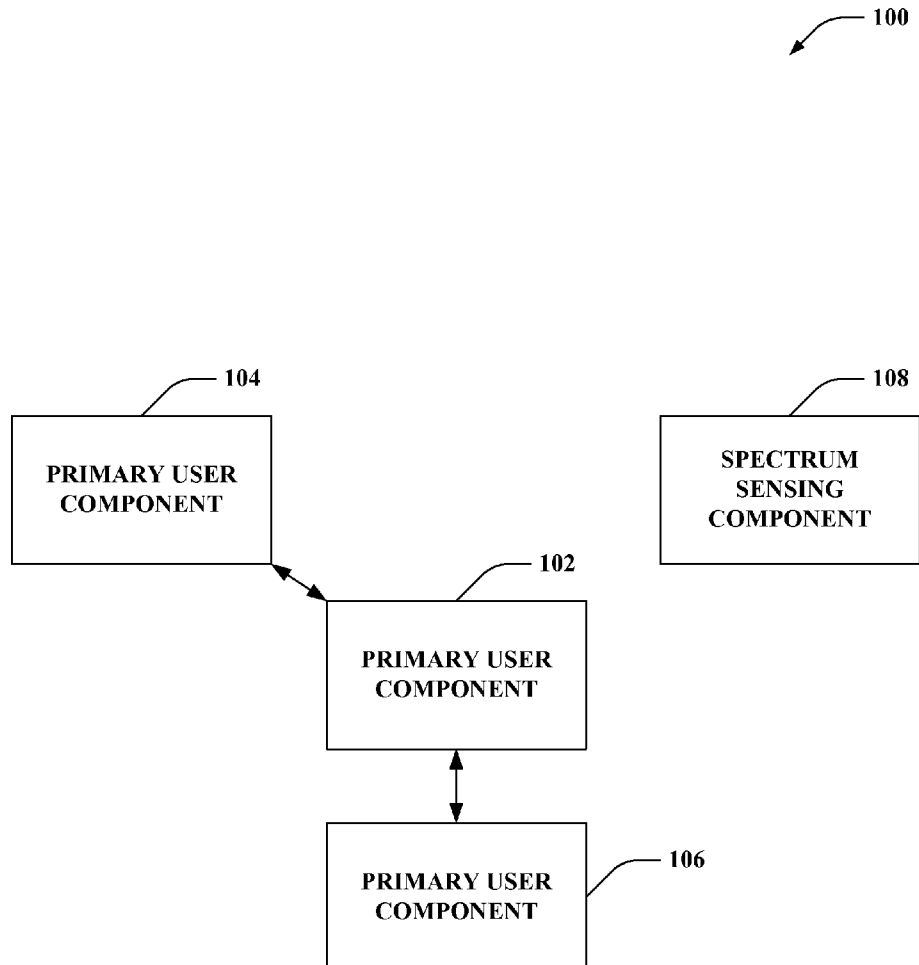 100
104
108
PRIMARY USER
COMPONENT
SPECTRUM
SENSING
COMPONENT
102
PRIMARY USER
COMPONENT
106
PRIMARY USER
COMPONENT